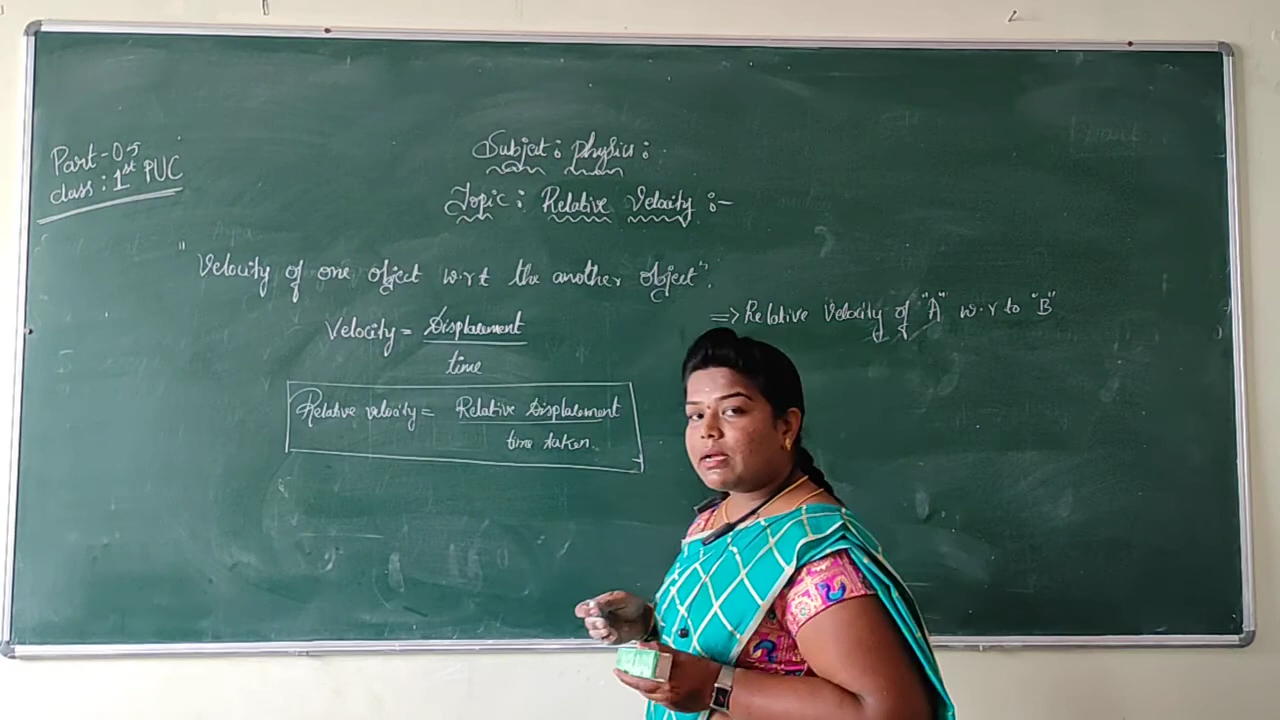 Part-05
class : 1st PUC
Subject : physics :
Topic : Relative Velocity :-
"Velocity of one object w.r.t the another object".
Velocity = Displacement
time
Relative velocity = Relative Displacement
time taken.
⇒ Relative Velocity of "A" w.r to "B"